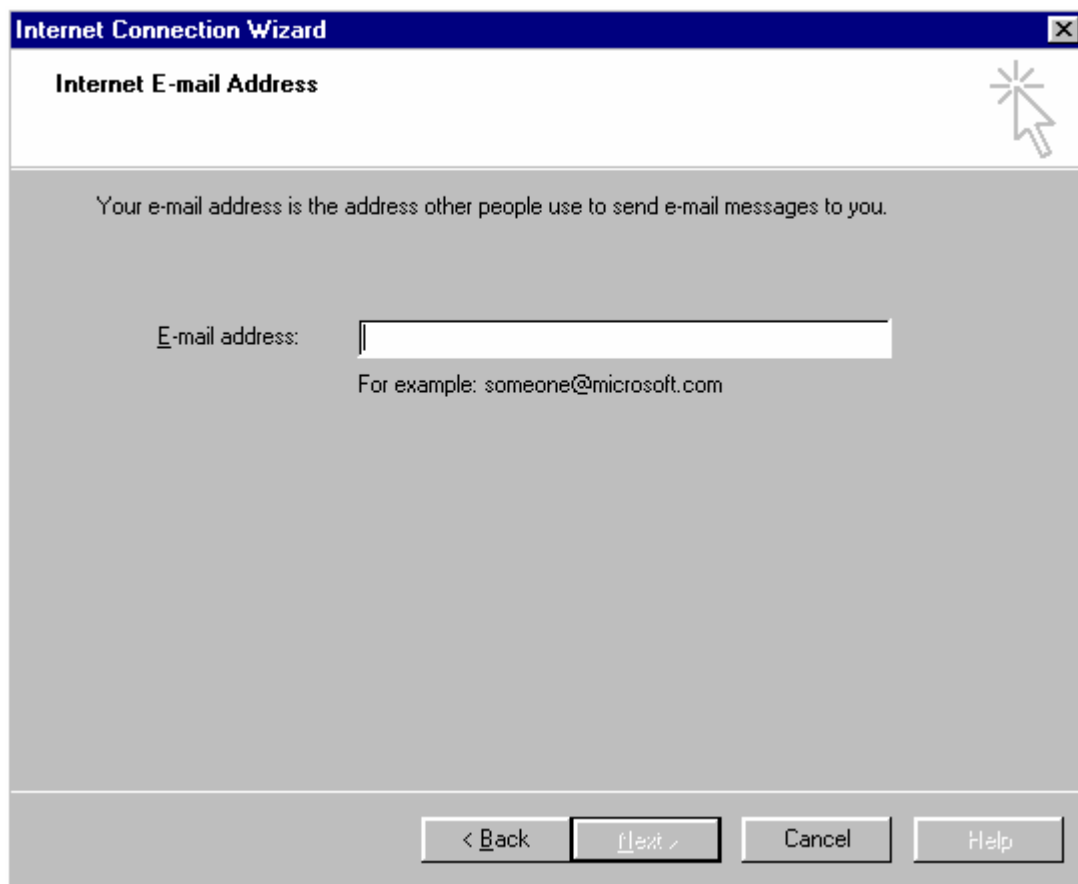 Internet Connection Wizard
Internet E-mail Address
Your e-mail address is the address other people use to send e-mail messages to you.
E-mail address:
For example: someone@microsoft.com
< Back Next > Cancel Help